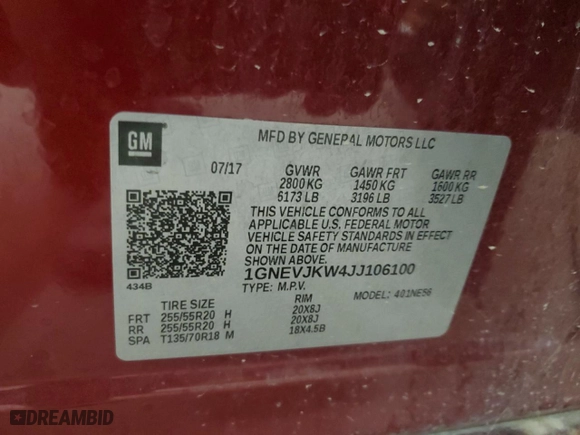 GM
MFD BY GENERAL MOTORS LLC
07/17 GVWR GAWR FRT GAWR RR
2800 KG 1450 KG 1600 KG
6173 LB 3196 LB 3527 LB
THIS VEHICLE CONFORMS TO ALL
APPLICABLE U.S. FEDERAL MOTOR
VEHICLE SAFETY STANDARDS IN EFFECT
ON THE DATE OF MANUFACTURE
SHOWN ABOVE.
1GNEVJKW4JJ106100
434B
TYPE: M.P.V. MODEL: 401NE56
TIRE SIZE RIM
FRT 255/55R20 H 20X8J
RR 255/55R20 H 20X8J
SPA T135/70R18 M 18X4.5B
DREAMBID